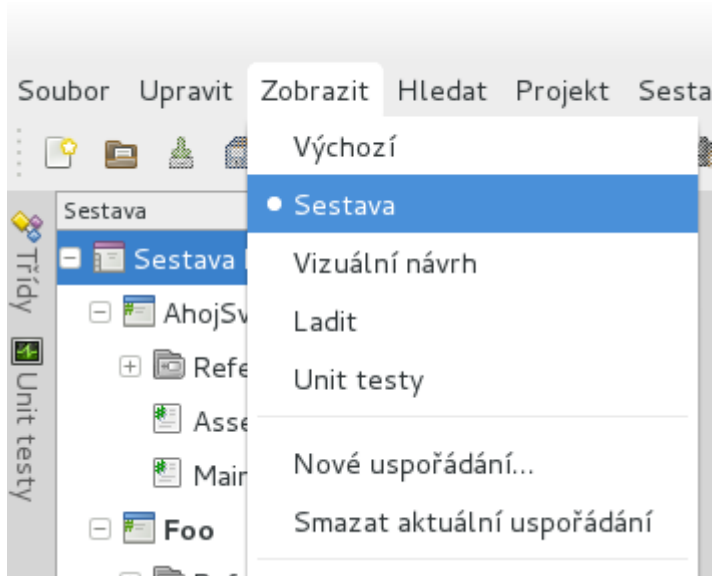 Soubor Upravit Zobrazit Hledat Projekt
Výchozí
Sestava
Vizuální návrh
Ladit
Unit testy
Nové uspořádání...
Smazat aktuální uspořádání
Třídy
Unit testy
Sestava
Sestava
Foo